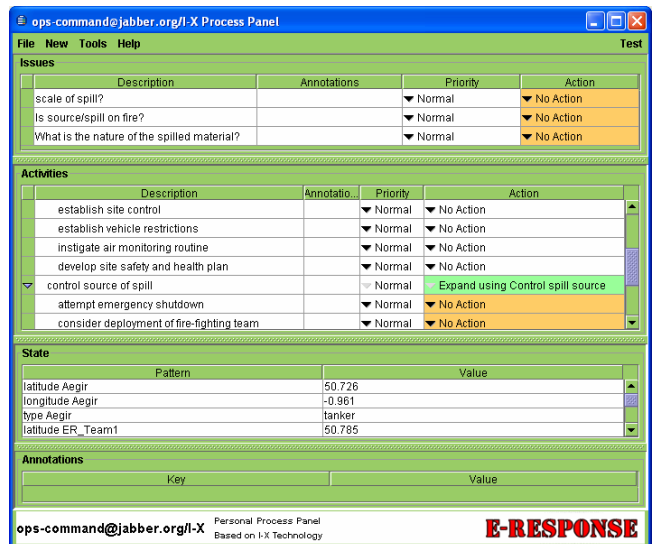 ops-command@jabber.org/I-X Process Panel
File New Tools Help Test
Issues
Description Annotations Priority Action
scale of spill? Normal No Action
Is source/spill on fire? Normal No Action
What is the nature of the spilled material? Normal No Action
Activities
Description Annotatio... Priority Action
establish site control Normal No Action
establish vehicle restrictions Normal No Action
instigate air monitoring routine Normal No Action
develop site safety and health plan Normal No Action
control source of spill Normal Expand using Control spill source
attempt emergency shutdown Normal No Action
consider deployment of fire-fighting team Normal No Action
State
Pattern Value
latitude Aegir 50.726
longitude Aegir -0.961
type Aegir tanker
latitude ER_Team1 50.785
Annotations
Key Value
ops-command@jabber.org/I-X Personal Process Panel
Based on I-X Technology
E-RESPONSE